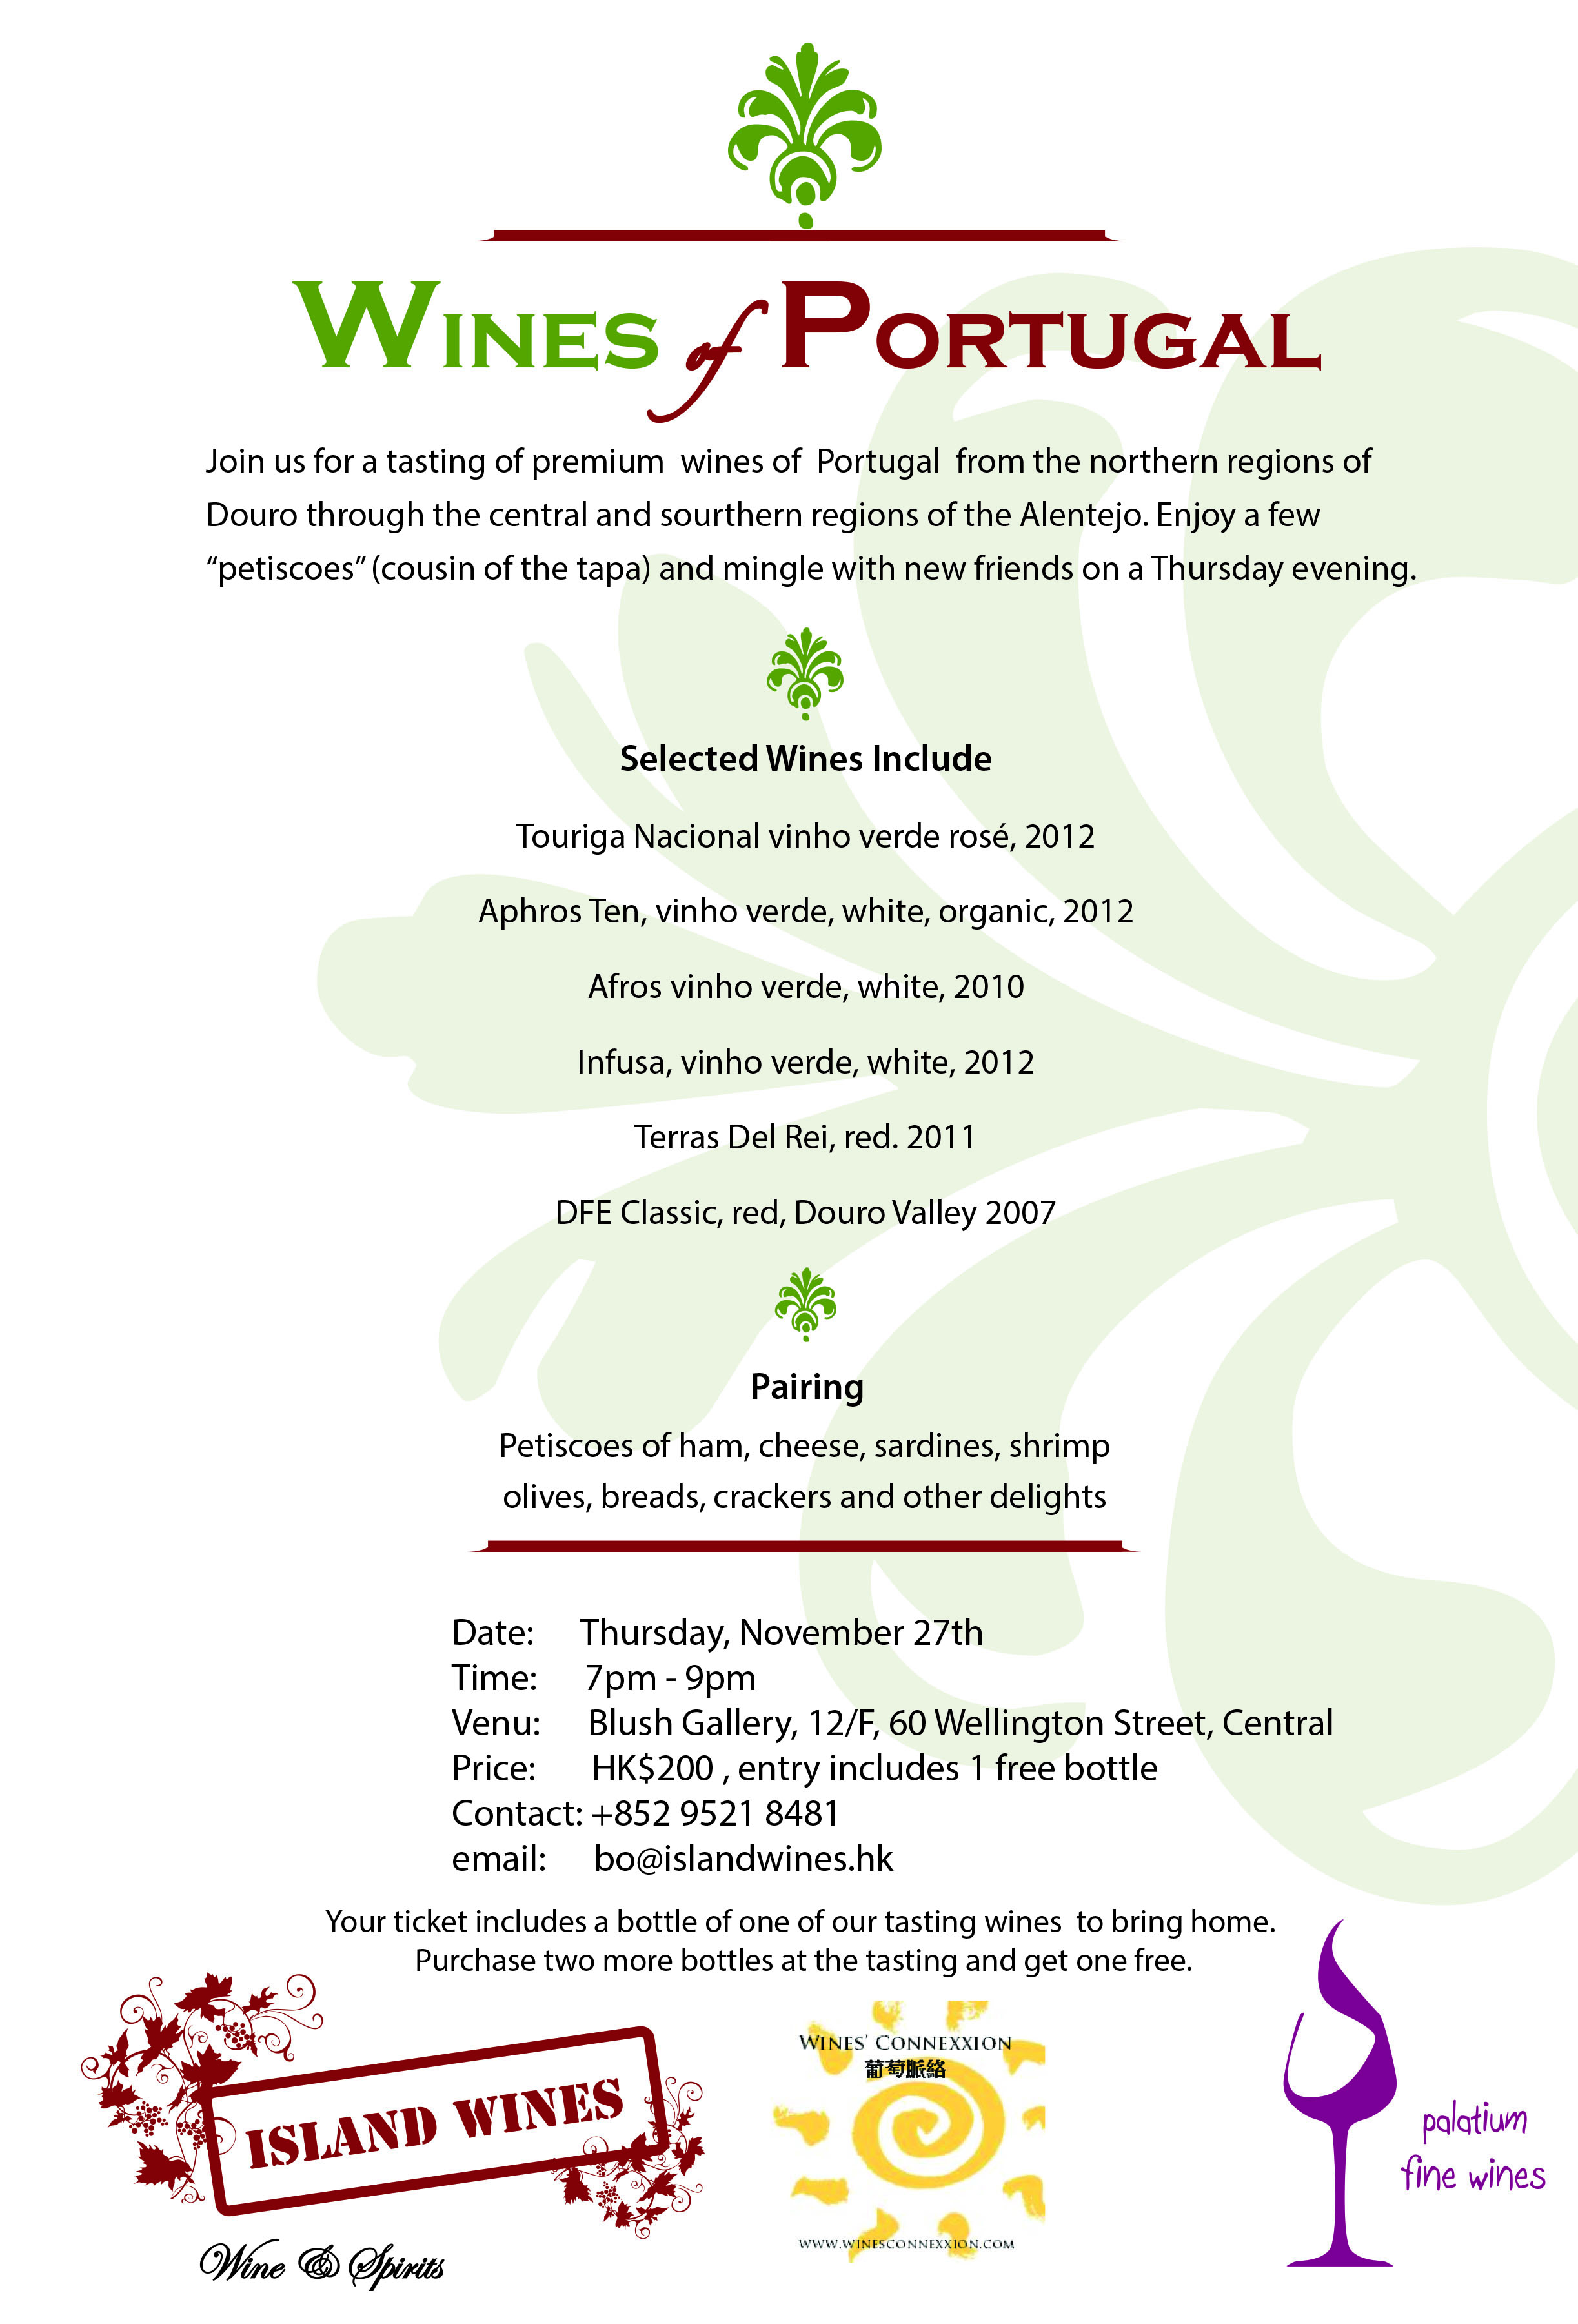 WINES of PORTUGAL
Join us for a tasting of premium wines of Portugal from the northern regions of
Douro through the central and sourthern regions of the Alentejo. Enjoy a few
“petiscoes” (cousin of the tapa) and mingle with new friends on a Thursday evening.
Selected Wines Include
Touriga Nacional vinho verde rosé, 2012
Aphros Ten, vinho verde, white, organic, 2012
Afros vinho verde, white, 2010
Infusa, vinho verde, white, 2012
Terras Del Rei, red. 2011
DFE Classic, red, Douro Valley 2007
Pairing
Petiscoes of ham, cheese, sardines, shrimp
olives, breads, crackers and other delights
Date: Thursday, November 27th
Time: 7pm - 9pm
Venu: Blush Gallery, 12/F, 60 Wellington Street, Central
Price: HK$200 , entry includes 1 free bottle
Contact: +852 9521 8481
email: bo@islandwines.hk
Your ticket includes a bottle of one of our tasting wines to bring home.
Purchase two more bottles at the tasting and get one free.
ISLAND WINES
Wine & Spirits
WINES' CONNEXXION
葡萄脈絡
WWW.WINESCONNEXXION.COM
palatium
fine wines